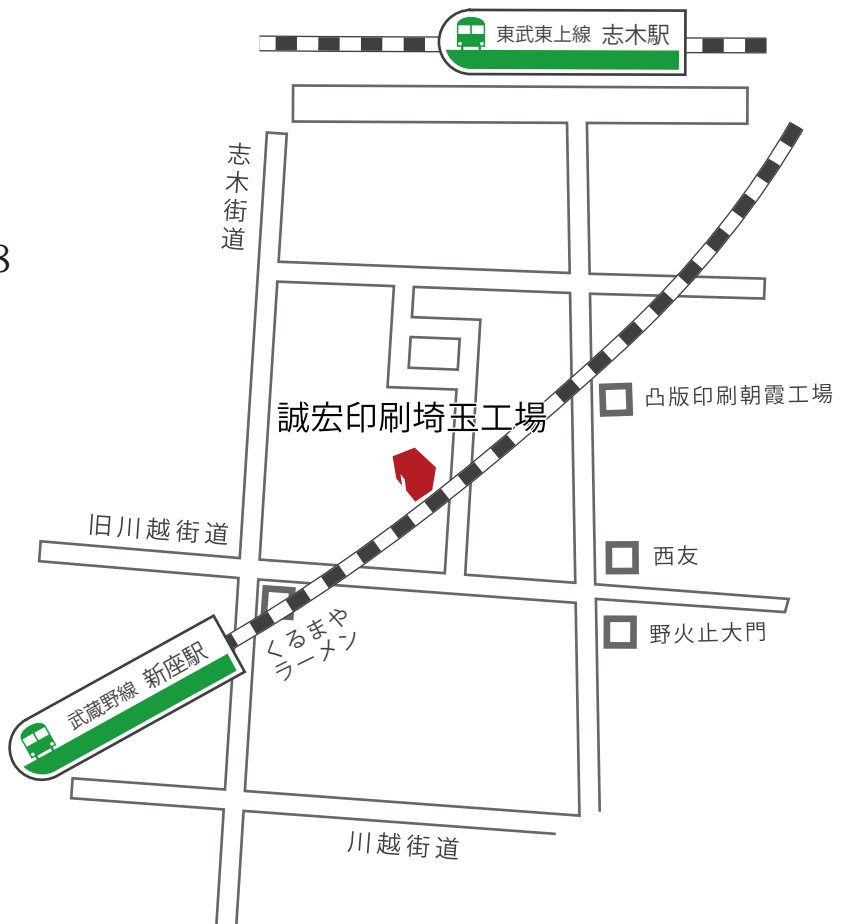 東武東上線 志木駅
志木街道
8
凸版印刷朝霞工場
誠宏印刷埼玉工場
旧川越街道
西友
くるまや
ラーメン
野火止大門
武蔵野線 新座駅
川越街道